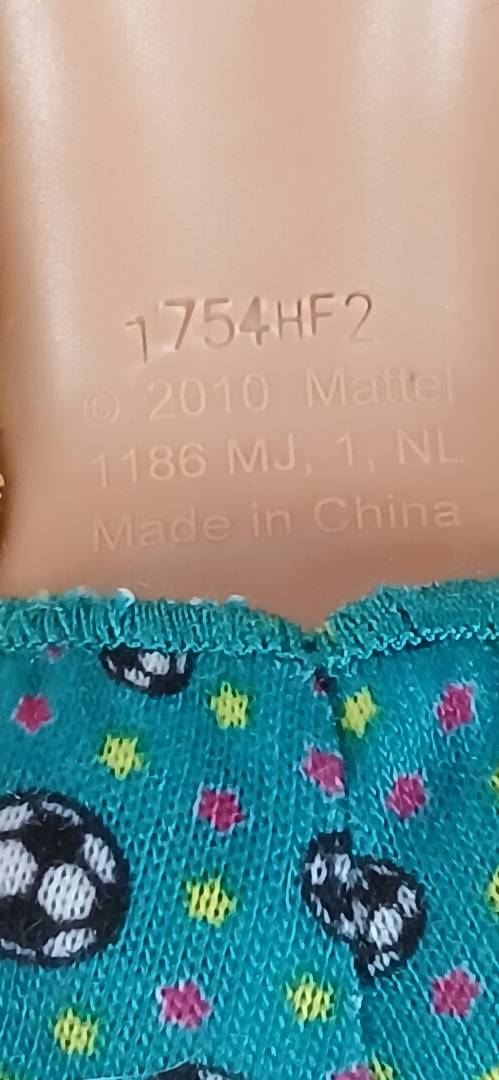 1754HF2
© 2010 Mattel
1186 MJ, 1, NL
Made in China